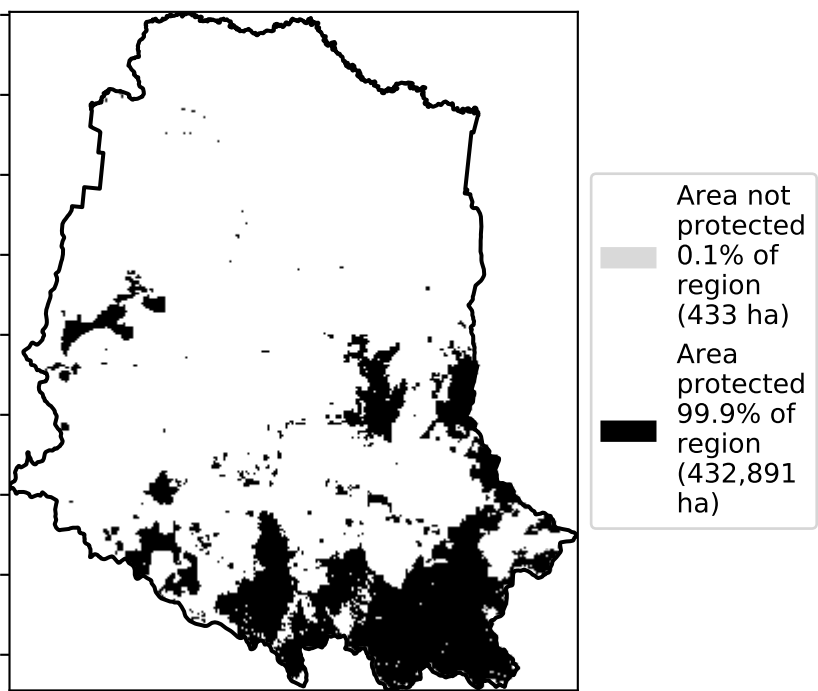 Area not
protected
0.1% of
region
(433 ha)
Area
protected
99.9% of
region
(432,891
ha)